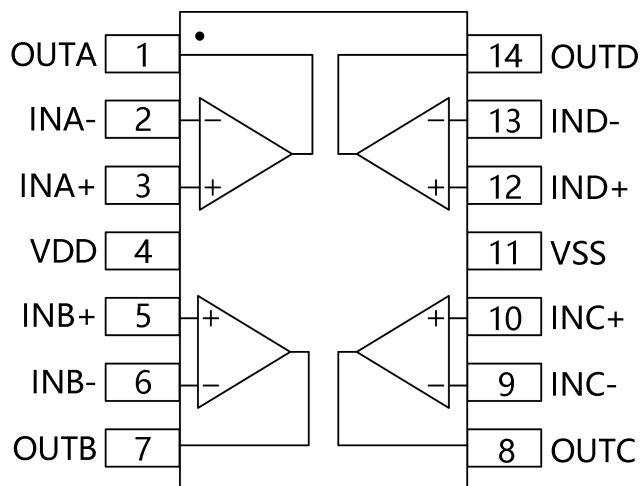 OUTA 1 14 OUTD
INA- 2 − − 13 IND-
INA+ 3 + + 12 IND+
VDD 4 11 VSS
INB+ 5 + + 10 INC+
INB- 6 − − 9 INC-
OUTB 7 8 OUTC